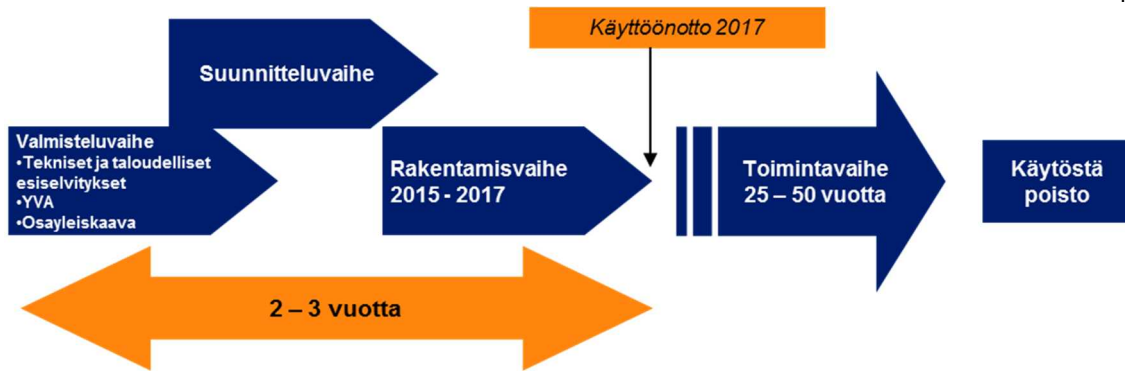 Käyttöönotto 2017
Suunnitteluvaihe
Valmisteluvaihe
•Tekniset ja taloudelliset
esiselvitykset
•YVA
•Osayleiskaava
Rakentamisvaihe
2015 - 2017
Toimintavaihe
25 – 50 vuotta
Käytöstä
poisto
2 – 3 vuotta